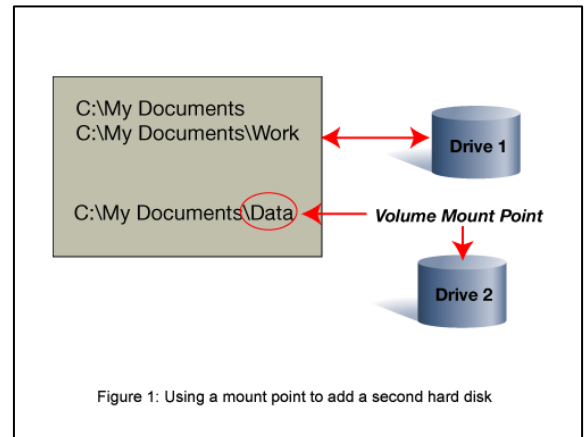 C:\My Documents
C:\My Documents\Work
Drive 1
C:\My Documents\Data
Volume Mount Point
Drive 2
Figure 1: Using a mount point to add a second hard disk